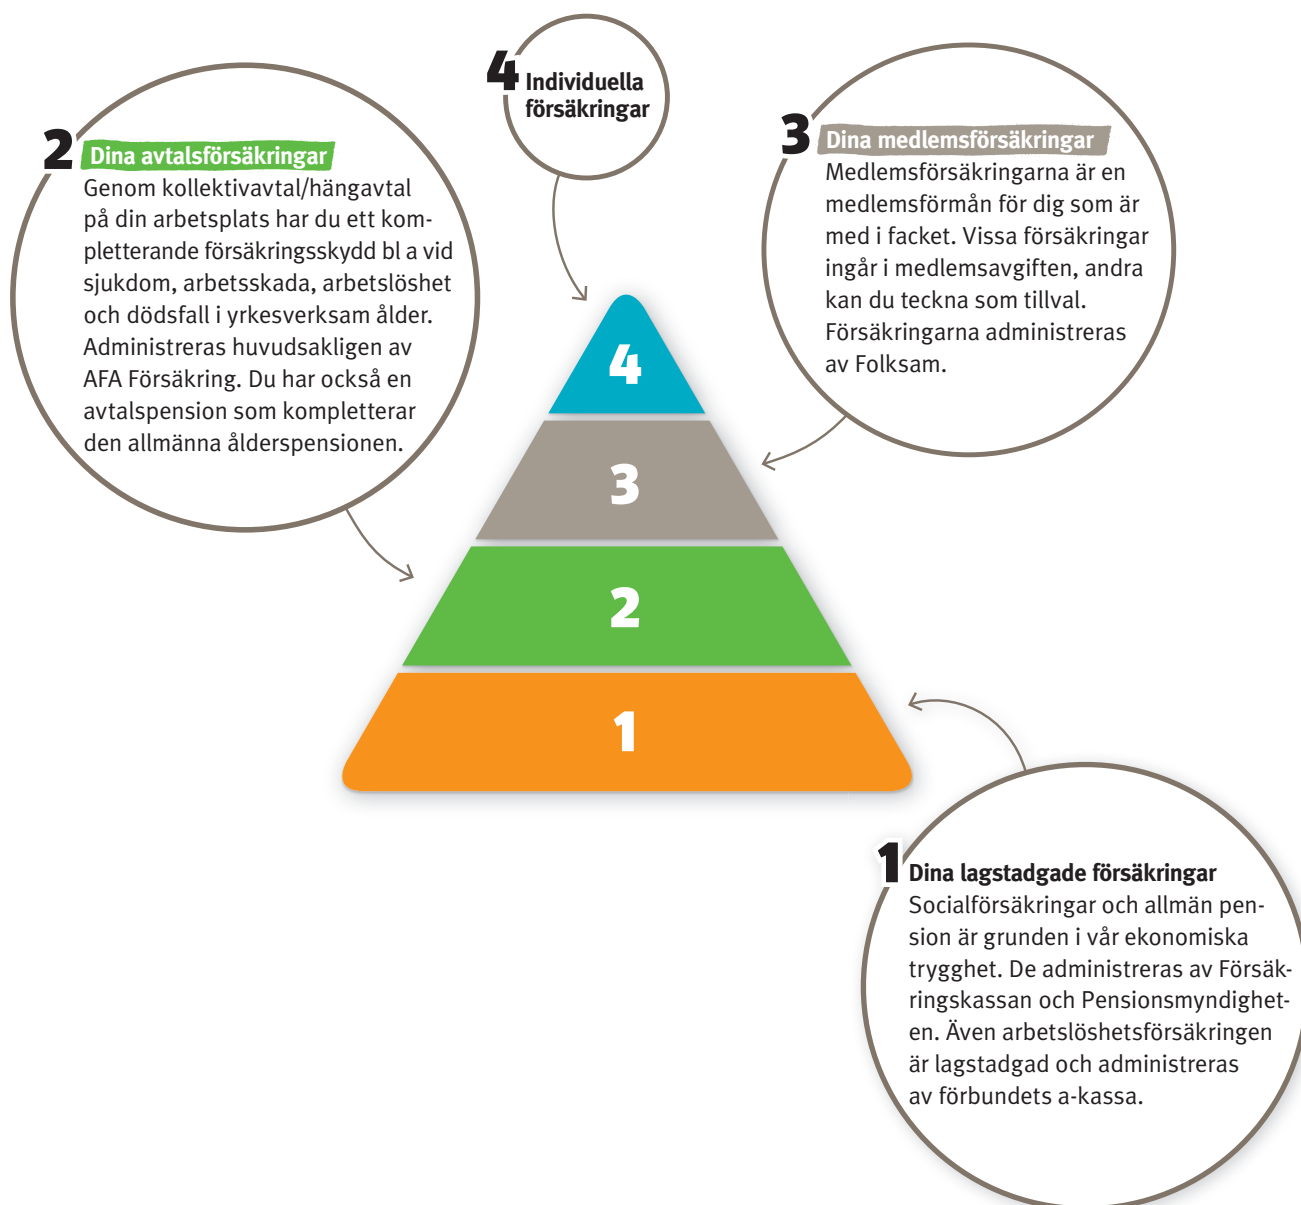 4 Individuella
försäkringar
2 Dina avtalsförsäkringar
Genom kollektivavtal/hängavtal
på din arbetsplats har du ett kom-
pletterande försäkringsskydd bl a vid
sjukdom, arbetsskada, arbetslöshet
och dödsfall i yrkesverksam ålder.
Administreras huvudsakligen av
AFA Försäkring. Du har också en
avtalspension som kompletterar
den allmänna ålderspensionen.
3 Dina medlemsförsäkringar
Medlemsförsäkringarna är en
medlemsförmån för dig som är
med i facket. Vissa försäkringar
ingår i medlemsavgiften, andra
kan du teckna som tillval.
Försäkringarna administreras
av Folksam.
4
3
2
1
1 Dina lagstadgade försäkringar
Socialförsäkringar och allmän pen-
sion är grunden i vår ekonomiska
trygghet. De administreras av Försäk-
ringskassan och Pensionsmyndighet-
en. Även arbetslöshetsförsäkringen
är lagstadgad och administreras
av förbundets a-kassa.